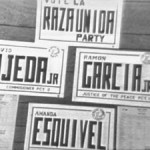 VOTE LA
RAZA UNIDA
PARTY
OJEDA JR
COMMISSIONER PCT 2
RAMON
GARCIA JR
JUSTICE OF THE PEACE PCT
AMANDA
ESQUIVEL